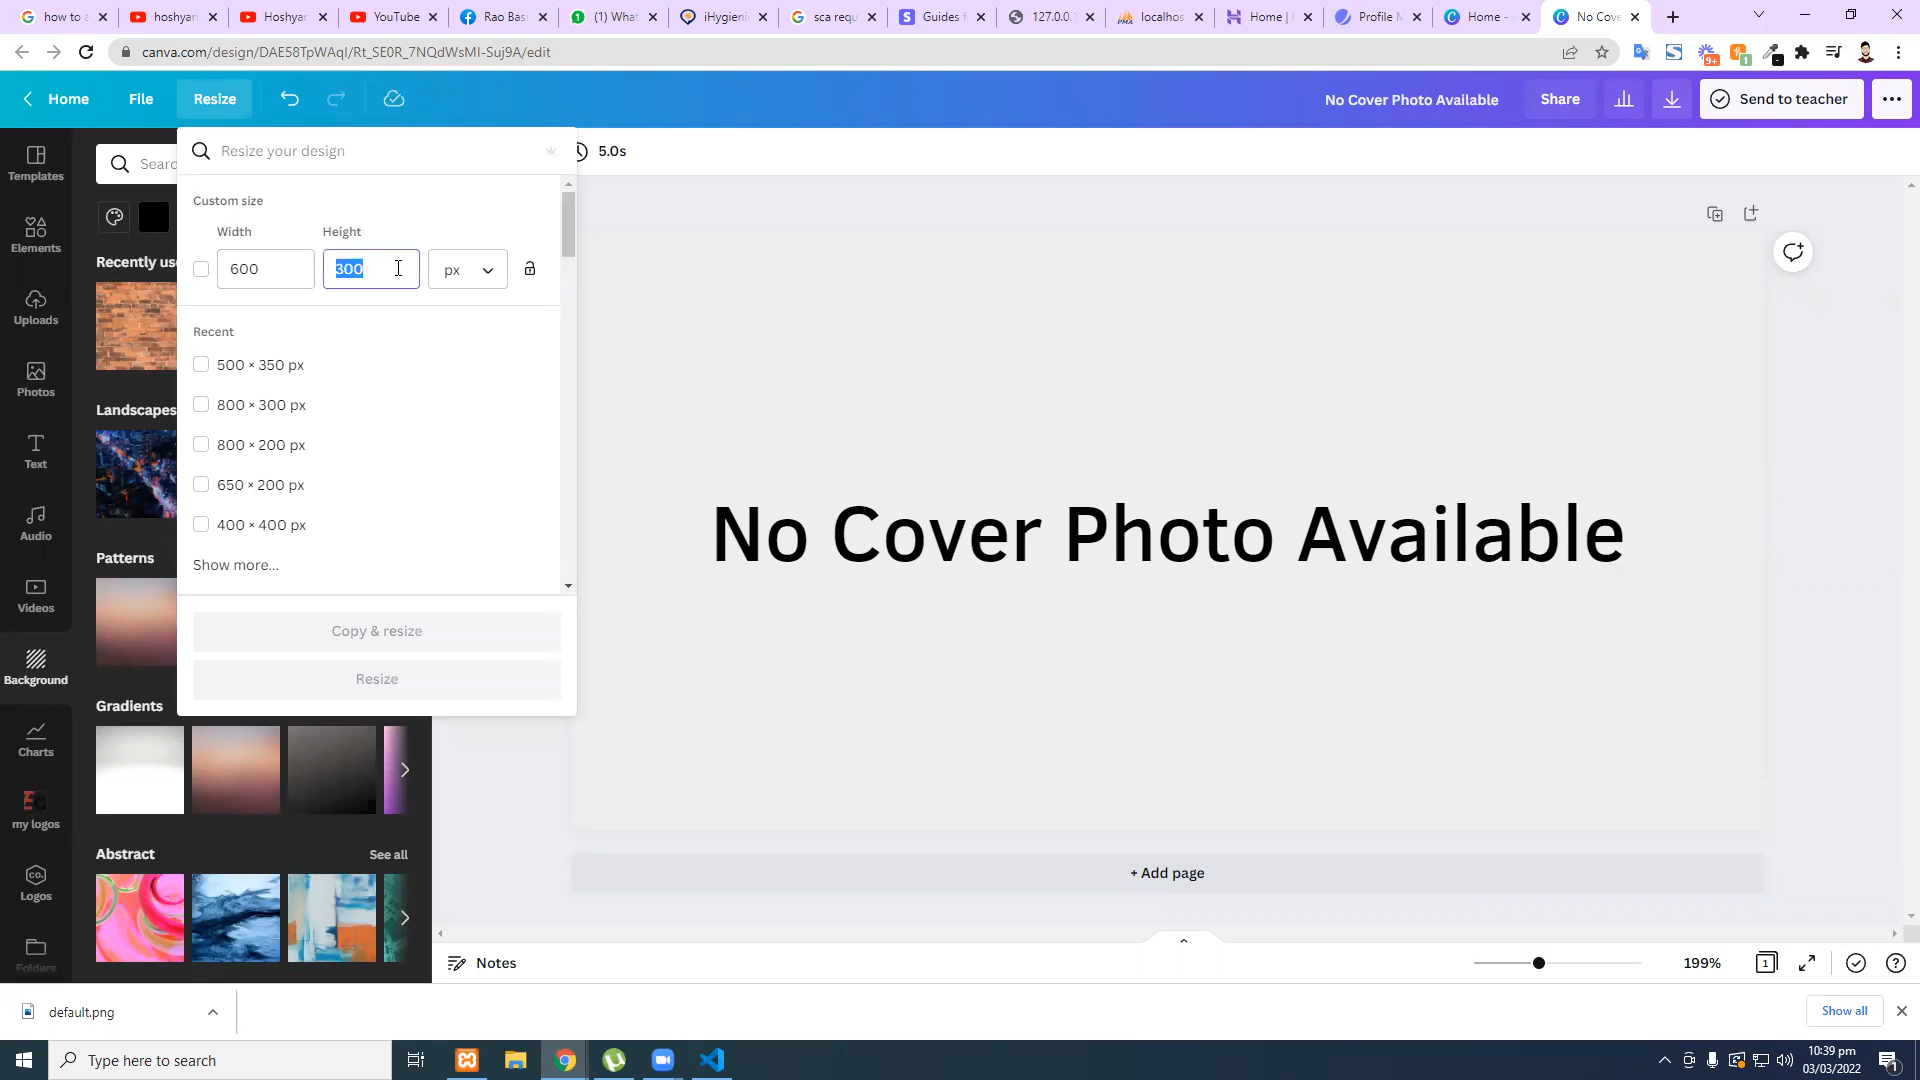 how to a
hoshyar
Hoshyar
YouTube
Rao Basi
(1) What
iHygieni
sca requ
Guides f
127.0.0.
localhos
Home |
Profile M
Home -
No Cove
canva.com/design/DAE58TpWAqI/Rt_SE0R_7NQdWsMI-Suj9A/edit
9+
1
Home
File
Resize
No Cover Photo Available
Share
Send to teacher
Templates
Elements
Uploads
Photos
Text
Audio
Videos
Background
Charts
my logos
Logos
Folders
Searc
Recently us
Landscapes
Patterns
Gradients
Abstract
See all
Resize your design
Custom size
Width
Height
600
300
px
Recent
500 × 350 px
800 × 300 px
800 × 200 px
650 × 200 px
400 × 400 px
Show more...
Copy & resize
Resize
5.0s
No Cover Photo Available
+ Add page
Notes
199%
1
default.png
Show all
Type here to search
10:39 pm
03/03/2022
1